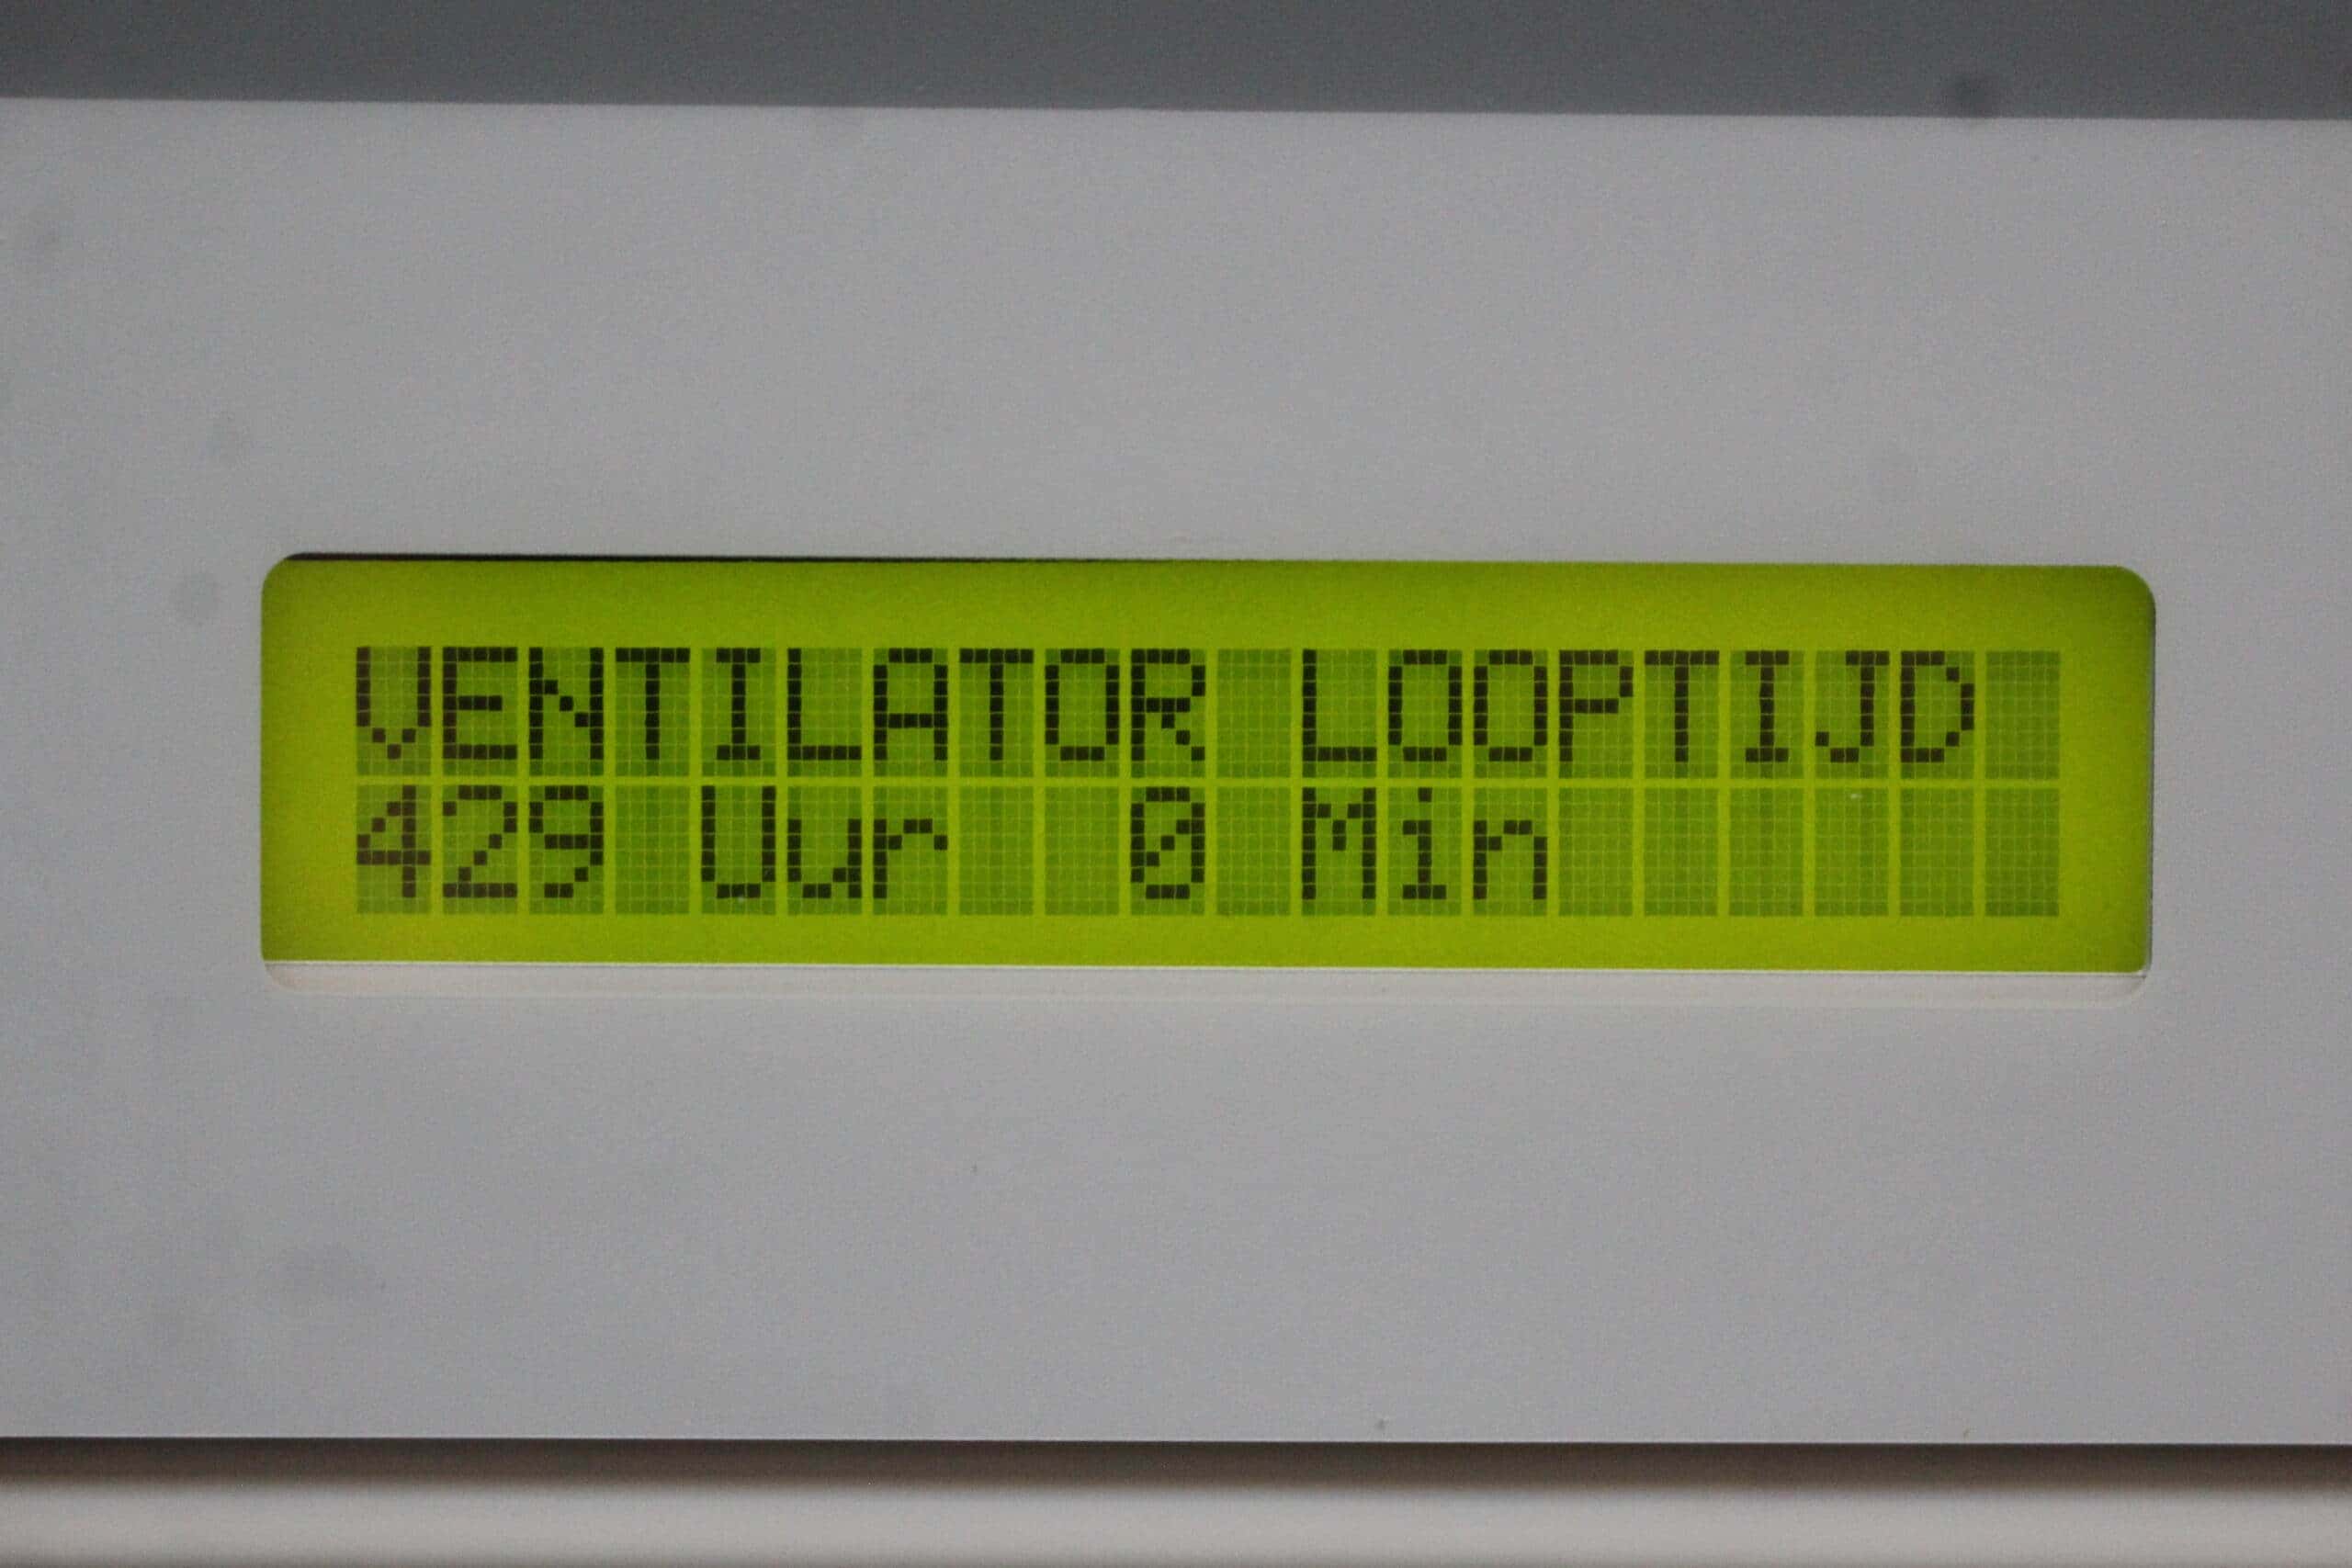 VENTILATOR LOOPTIJD
429 Uur  0 Min